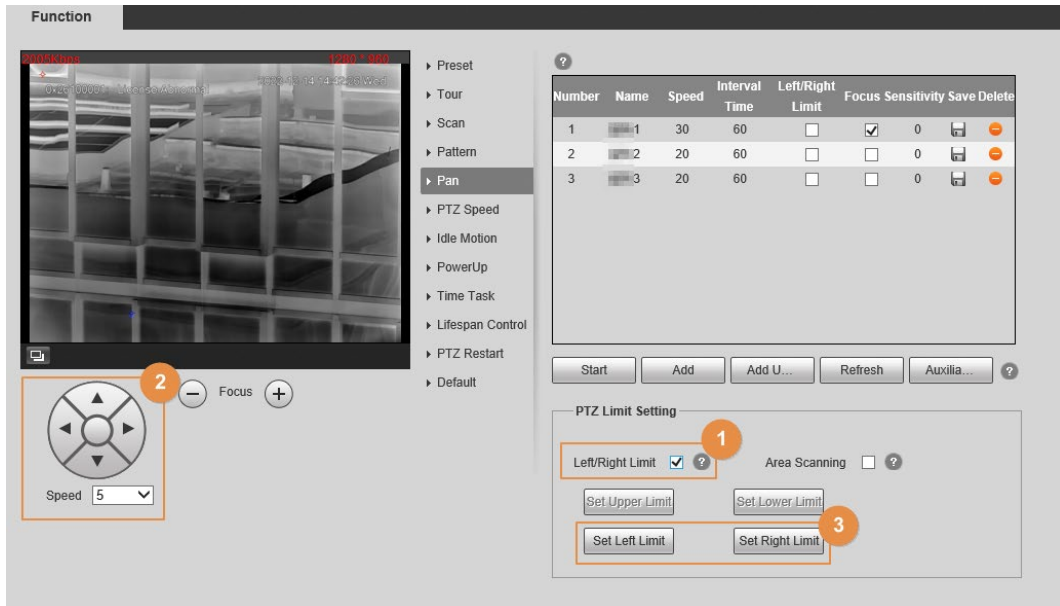 Function
1280 * 960
Preset
Tour
Scan
Pattern
Pan
PTZ Speed
Idle Motion
PowerUp
Time Task
Lifespan Control
PTZ Restart
Default
2
Focus
Speed 5
?
Number Name Speed Interval Time Left/Right Limit Focus Sensitivity Save Delete
1 1 30 60 0
2 2 20 60 0
3 3 20 60 0
Start Add Add U... Refresh Auxilia... ?
PTZ Limit Setting
1
Left/Right Limit ? Area Scanning ?
Set Upper Limit Set Lower Limit
3
Set Left Limit Set Right Limit